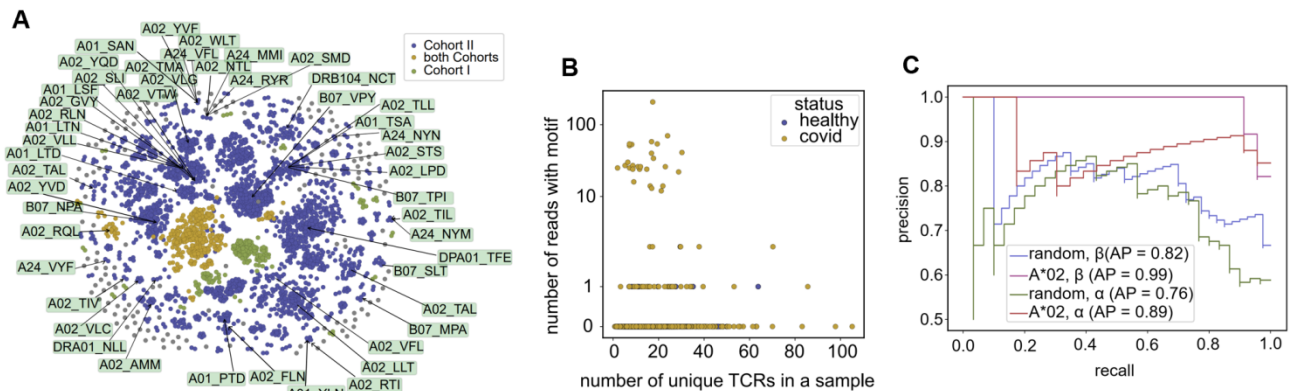 A
A02_YVF
A01_SAN
A02_WLT
A02_YQD
A24_VFL
A24_MMI
A02_TMA
A02_NTL
A02_SMD
A02_SLI
A02_VLG
A24_RYR
A01_LSF
A02_VTW
DRB104_NCT
A02_GVY
B07_VPY
A02_RLN
A02_TLL
A01_LTN
A01_TSA
A02_VLL
A24_NYN
A01_LTD
A02_STS
A02_TAL
A02_LPD
A02_YVD
B07_NPA
B07_TPI
A02_RQL
A02_TIL
A24_NYM
A24_VYF
DPA01_TFE
B07_SLT
A02_TIV
A02_TAL
A02_VLC
B07_MPA
DRA01_NLL
A02_VFL
A02_AMM
A02_LLT
A01_PTD
A02_FLN
A02_RTI
Cohort II
both Cohorts
Cohort I
B
status
healthy
covid
number of reads with motif
100
10
1
0
0 20 40 60 80 100
number of unique TCRs in a sample
C
precision
1.0
0.9
0.8
0.7
0.6
0.5
random, β(AP = 0.82)
A*02, β (AP = 0.99)
random, α (AP = 0.76)
A*02, α (AP = 0.89)
0.0 0.2 0.4 0.6 0.8 1.0
recall